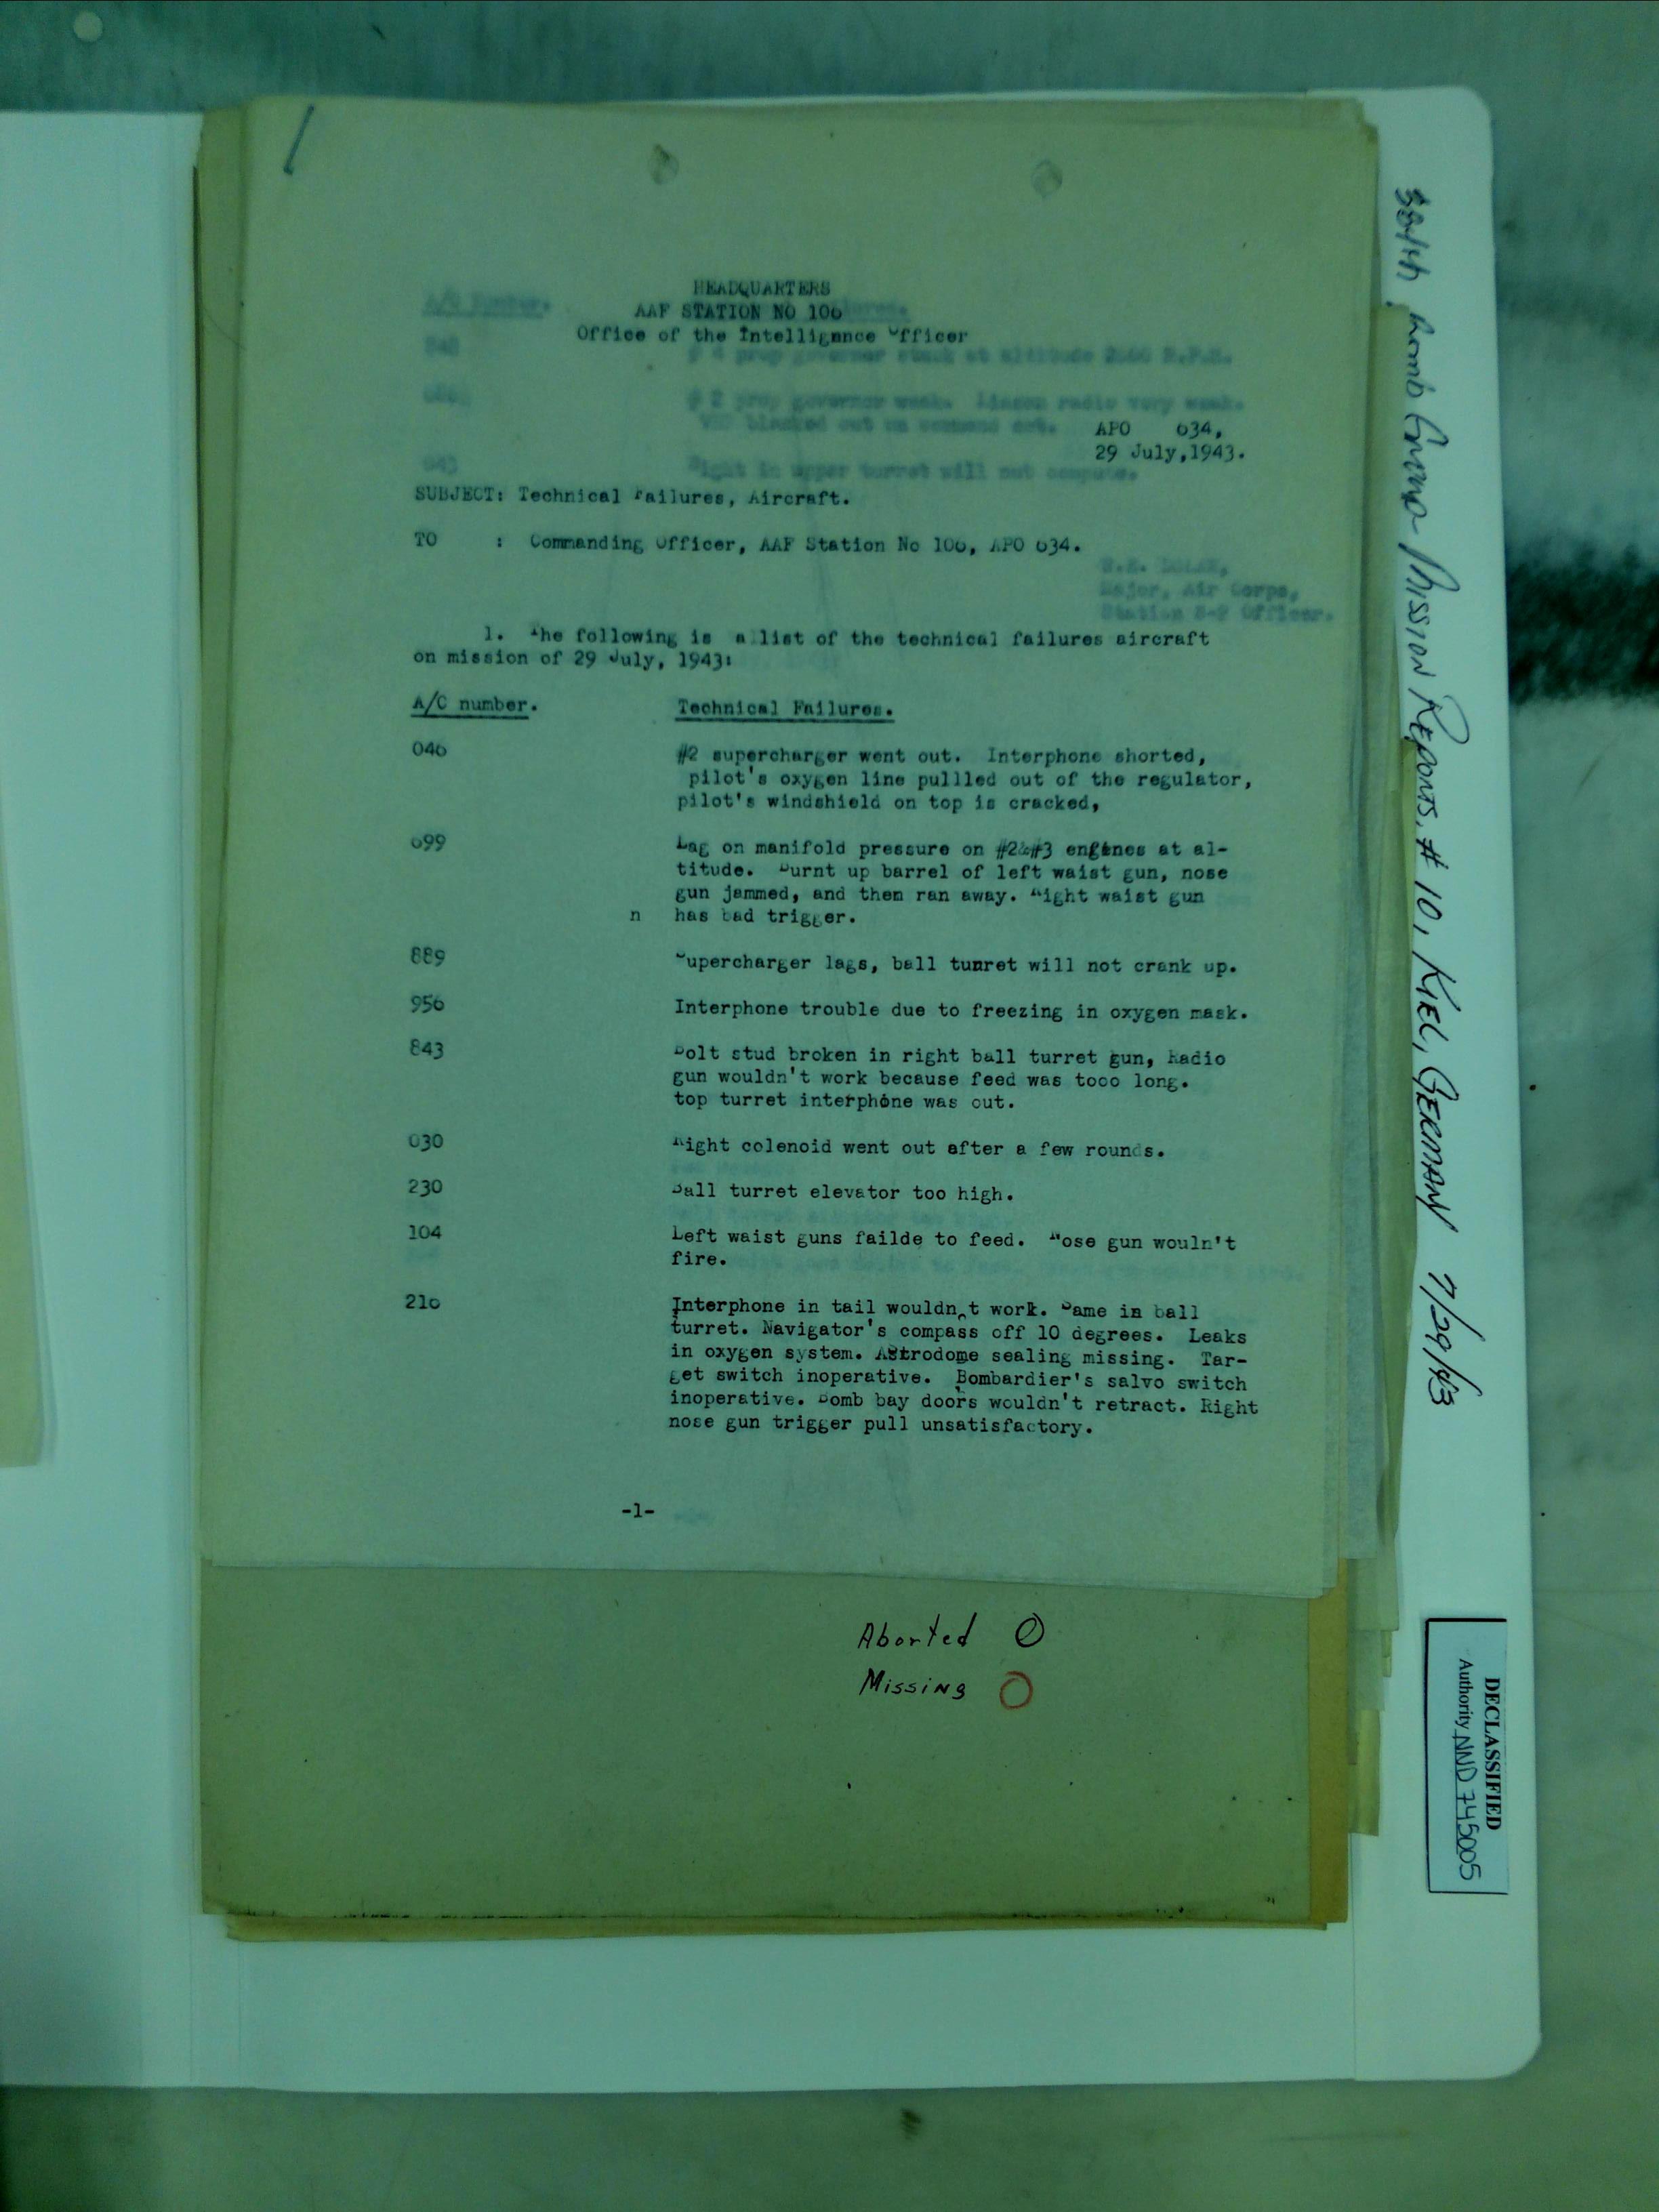 HEADQUARTERS
AAF STATION NO 106
Office of the Intelligance Officer
APO 634,
29 July,1943.
SUBJECT: Technical Failures, Aircraft.
TO : Commanding Officer, AAF Station No 106, APO 634.
1. The following is a list of the technical failures aircraft
on mission of 29 July, 1943:
A/C number. Technical Failures.
046 #2 supercharger went out. Interphone shorted,
pilot's oxygen line pullled out of the regulator,
pilot's windshield on top is cracked,
699 Lag on manifold pressure on #2&#3 engines at al-
titude. Burnt up barrel of left waist gun, nose
gun jammed, and then ran away. Right waist gun
n has bad trigger.
889 Supercharger lags, ball tunret will not crank up.
956 Interphone trouble due to freezing in oxygen mask.
843 Bolt stud broken in right ball turret gun, Radio
gun wouldn't work because feed was tooo long.
top turret interphone was out.
030 Right colenoid went out after a few rounds.
230 Ball turret elevator too high.
104 Left waist guns failde to feed. Nose gun wouln't
fire.
216 Interphone in tail wouldn,t work. Same in ball
turret. Navigator's compass off 10 degrees. Leaks
in oxygen system. Astrodome sealing missing. Tar-
get switch inoperative. Bombardier's salvo switch
inoperative. Bomb bay doors wouldn't retract. Right
nose gun trigger pull unsatisfactory.
-1-
Aborted O
Missing O
384th Bomb Group Mission Reports. # 10, KIEL, GERMANY 7/29/43
DECLASSIFIED
Authority NND 745005